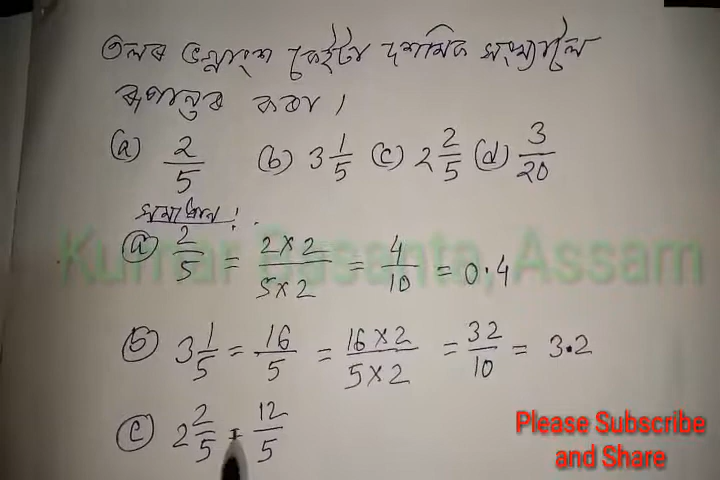 তলৰ ভগ্নাংশ কেইটা দশমিক সংখ্যালৈ
ৰূপান্তৰ কৰা ।
(a) 2/5 (b) 3 1/5 (c) 2 2/5 (d) 3/20
সমাধান :
(a) 2/5 = 2×2/5×2 = 4/10 = 0.4
Kumar Basanta, Assam
(b) 3 1/5 = 16/5 = 16×2/5×2 = 32/10 = 3.2
(c) 2 2/5 = 12/5
Please Subscribe
and Share